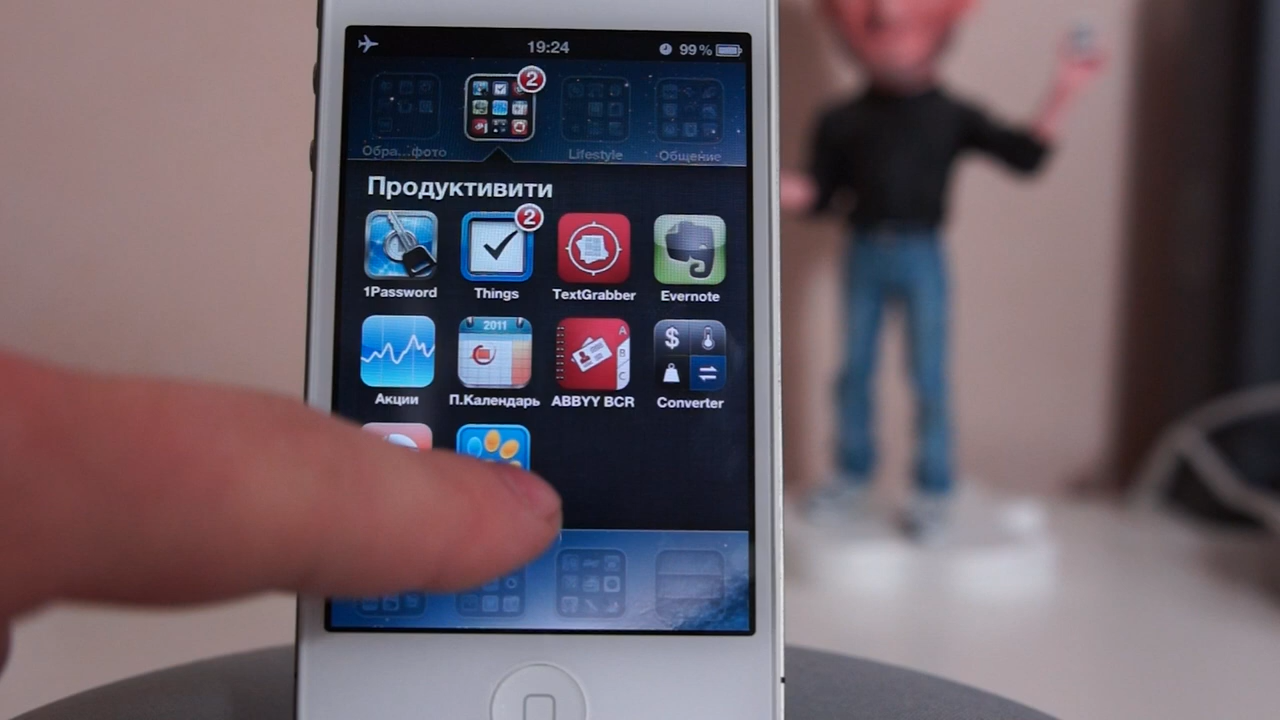 19:24 99%
2
Обра...фото Lifestyle Общение
Продуктивити
2
1Password Things TextGrabber Evernote
2011
A
B
C
$
Акции П.Календарь ABBYY BCR Converter